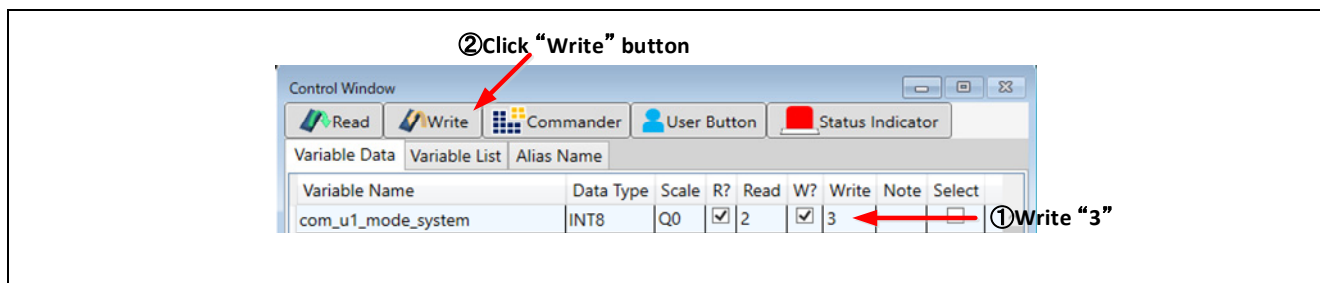 ②Click “Write” button
Control Window
Read Write Commander User Button Status Indicator
Variable Data Variable List Alias Name
Variable Name Data Type Scale R? Read W? Write Note Select
com_u1_mode_system INT8 Q0 2 3
①Write “3”